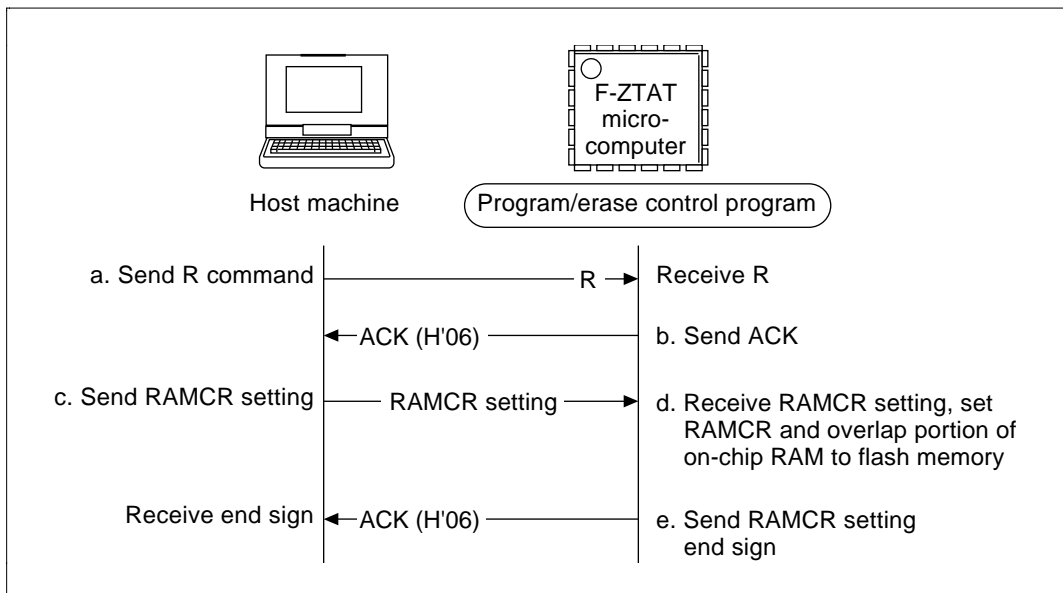 F-ZTAT
micro-
computer
Host machine
Program/erase control program
a. Send R command
R
Receive R
ACK (H'06)
b. Send ACK
c. Send RAMCR setting
RAMCR setting
d. Receive RAMCR setting, set
RAMCR and overlap portion of
on-chip RAM to flash memory
Receive end sign
ACK (H'06)
e. Send RAMCR setting
end sign